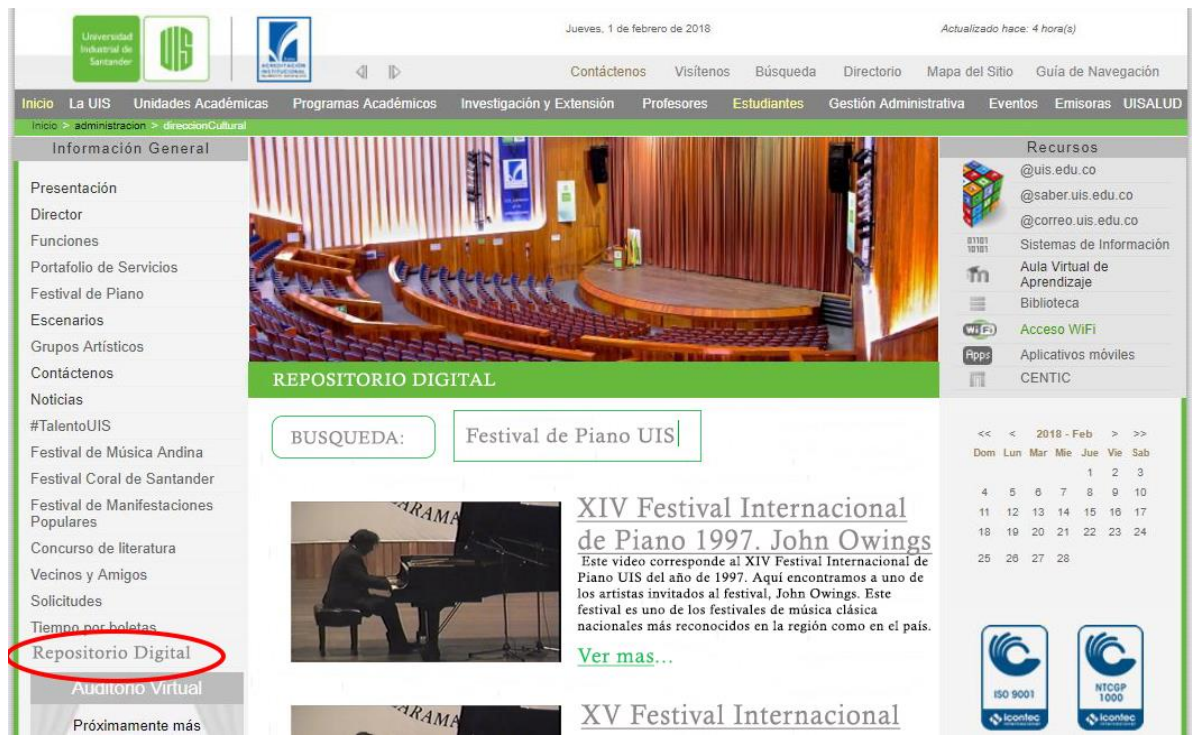 Universidad
Industrial de
Santander
UIS
ACREDITACIÓN
INSTITUCIONAL
Jueves, 1 de febrero de 2018
Actualizado hace: 4 hora(s)
Contáctenos Visítenos Búsqueda Directorio Mapa del Sitio Guía de Navegación
Inicio La UIS Unidades Académicas Programas Académicos Investigación y Extensión Profesores Estudiantes Gestión Administrativa Eventos Emisoras UISALUD
Inicio > administracion > direccionCultural
Información General
Presentación
Director
Funciones
Portafolio de Servicios
Festival de Piano
Escenarios
Grupos Artísticos
Contáctenos
Noticias
#TalentoUIS
Festival de Música Andina
Festival Coral de Santander
Festival de Manifestaciones
Populares
Concurso de literatura
Vecinos y Amigos
Solicitudes
Tiempo por boletas
Repositorio Digital
Auditorio Virtual
Próximamente más
REPOSITORIO DIGITAL
BUSQUEDA:
Festival de Piano UIS
ARAMA
XIV Festival Internacional
de Piano 1997. John Owings
Este video corresponde al XIV Festival Internacional de
Piano UIS del año de 1997. Aquí encontramos a uno de
los artistas invitados al festival, John Owings. Este
festival es uno de los festivales de música clásica
nacionales más reconocidos en la región como en el país.
Ver mas...
ARAMA
XV Festival Internacional
Recursos
@uis.edu.co
@saber.uis.edu.co
@correo.uis.edu.co
01101
10101
Sistemas de Información
Aula Virtual de
Aprendizaje
Biblioteca
WiFi
Acceso WiFi
Apps
Aplicativos móviles
CENTIC
<< < 2018 - Feb > >>
Dom Lun Mar Mie Jue Vie Sab
1 2 3
4 5 6 7 8 9 10
11 12 13 14 15 16 17
18 19 20 21 22 23 24
25 26 27 28
ISO 9001
icontec
NTCGP
1000
icontec